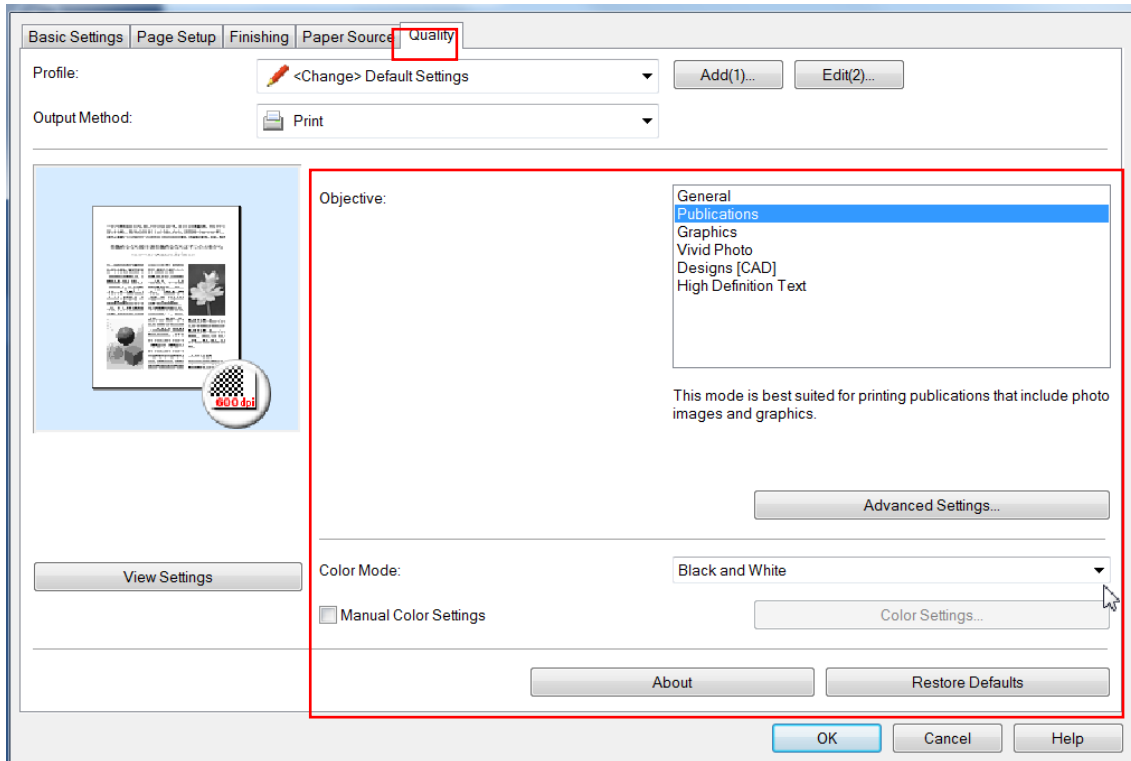 Basic Settings Page Setup Finishing Paper Source Quality
Profile: <Change> Default Settings Add(1)... Edit(2)...
Output Method: Print
Objective:
General
Publications
Graphics
Vivid Photo
Designs [CAD]
High Definition Text
This mode is best suited for printing publications that include photo
images and graphics.
600 dpi
Advanced Settings...
View Settings
Color Mode: Black and White
Manual Color Settings Color Settings...
About Restore Defaults
OK Cancel Help